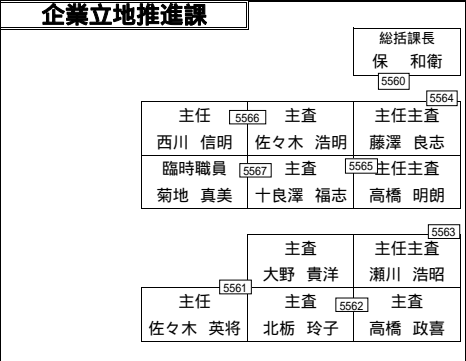 企業立地推進課
総括課長
保 和衛
5560
5564
主任 5566 主査 主任主査
西川 信明 佐々木 浩明 藤澤 良志
臨時職員 5567 主査 5565 主任主査
菊地 真美 十良澤 福志 高橋 明朗
5563
主査 主任主査
大野 貴洋 瀬川 浩昭
5561
主任 主査 5562 主査
佐々木 英将 北栃 玲子 高橋 政喜